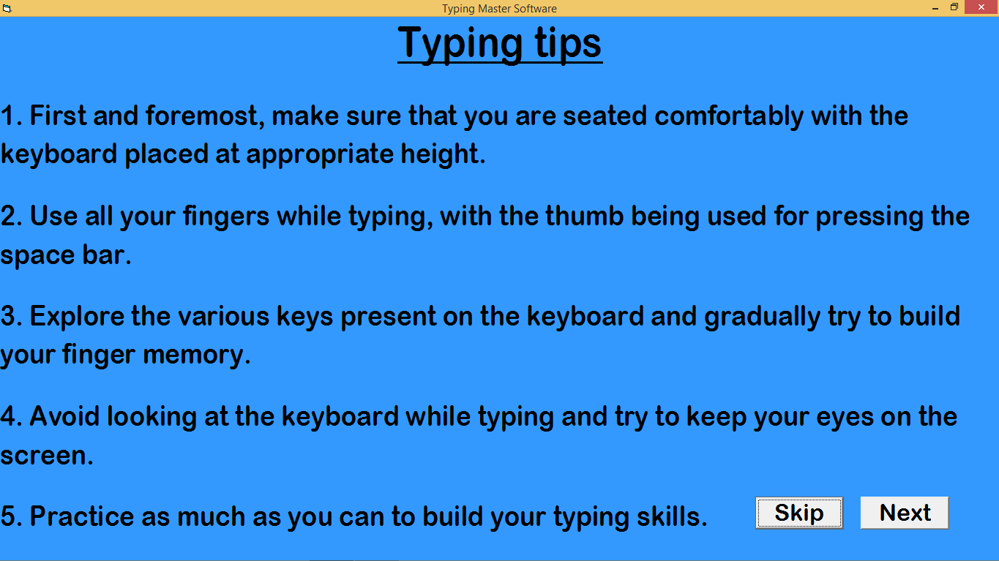 Typing Master Software
Typing tips
1. First and foremost, make sure that you are seated comfortably with the
keyboard placed at appropriate height.
2. Use all your fingers while typing, with the thumb being used for pressing the
space bar.
3. Explore the various keys present on the keyboard and gradually try to build
your finger memory.
4. Avoid looking at the keyboard while typing and try to keep your eyes on the
screen.
5. Practice as much as you can to build your typing skills.
Skip Next